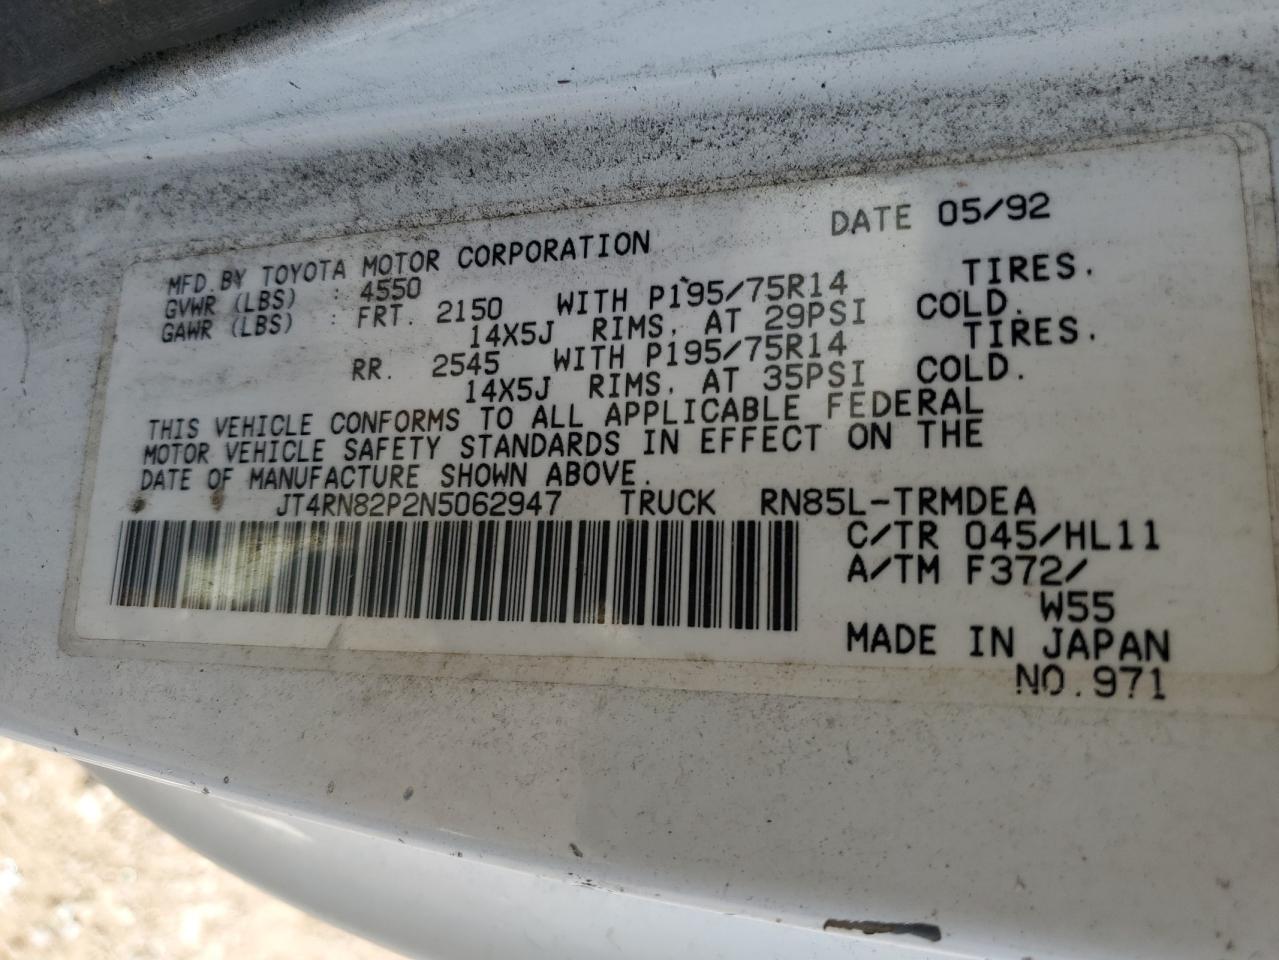 DATE 05/92
MFD. BY TOYOTA MOTOR CORPORATION
GVWR (LBS) : 4550
GAWR (LBS) : FRT. 2150 WITH P195/75R14 TIRES.
14X5J RIMS, AT 29PSI COLD.
RR. 2545 WITH P195/75R14 TIRES.
14X5J RIMS, AT 35PSI COLD.
THIS VEHICLE CONFORMS TO ALL APPLICABLE FEDERAL
MOTOR VEHICLE SAFETY STANDARDS IN EFFECT ON THE
DATE OF MANUFACTURE SHOWN ABOVE.
JT4RN82P2N5062947 TRUCK RN85L-TRMDEA
C/TR 045/HL11
A/TM F372/
W55
MADE IN JAPAN
NO.971